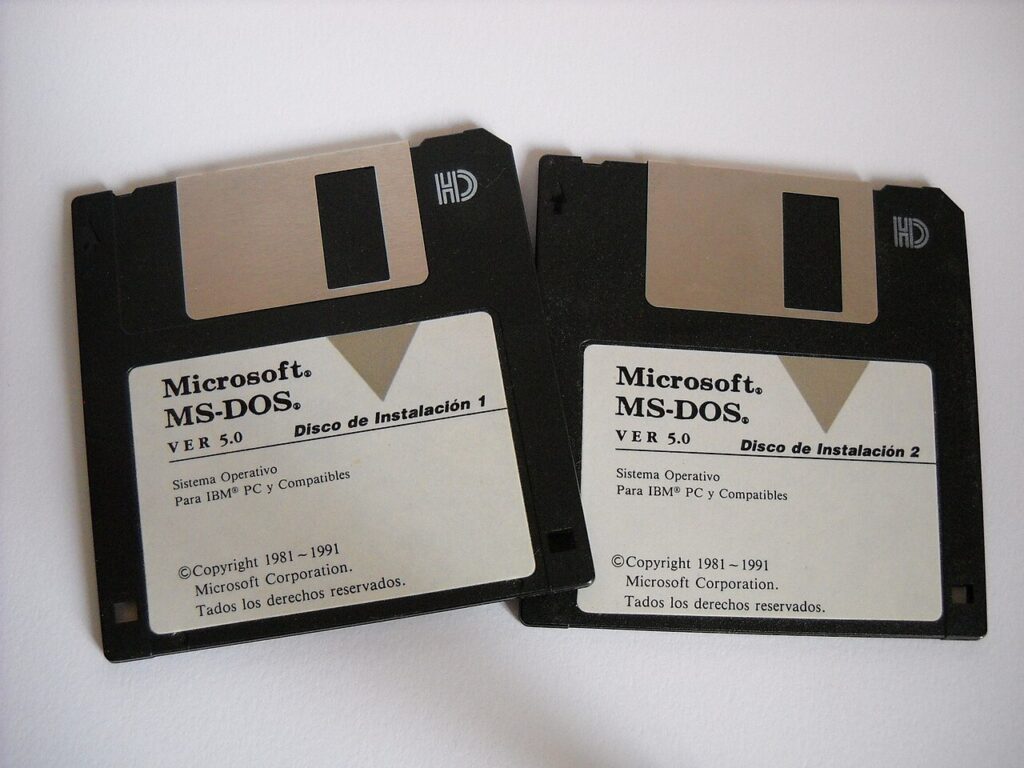 HD
Microsoft®
MS-DOS®
VER 5.0
Disco de Instalación 1
Sistema Operativo
Para IBM® PC y Compatibles
©Copyright 1981~1991
Microsoft Corporation.
Tados los derechos reservados.
HD
Microsoft®
MS-DOS®
VER 5.0
Disco de Instalación 2
Sistema Operativo
Para IBM® PC y Compatibles
©Copyright 1981~1991
Microsoft Corporation.
Tados los derechos reservados.